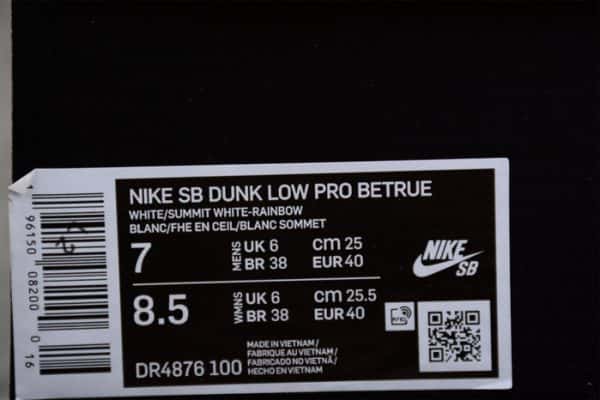 NIKE SB DUNK LOW PRO BETRUE
WHITE/SUMMIT WHITE-RAINBOW
BLANC/FHE EN CEIL/BLANC SOMMET
7 MENS UK 6 cm 25
BR 38 EUR 40
8.5 WMNS UK 6 cm 25.5
BR 38 EUR 40
NIKE
SB
DR4876 100
MADE IN VIETNAM /
FABRIQUE AU VIETNAM /
FABRICADO NO VIETNÃ /
HECHO EN VIETNAM
1 96150 08200 0 16